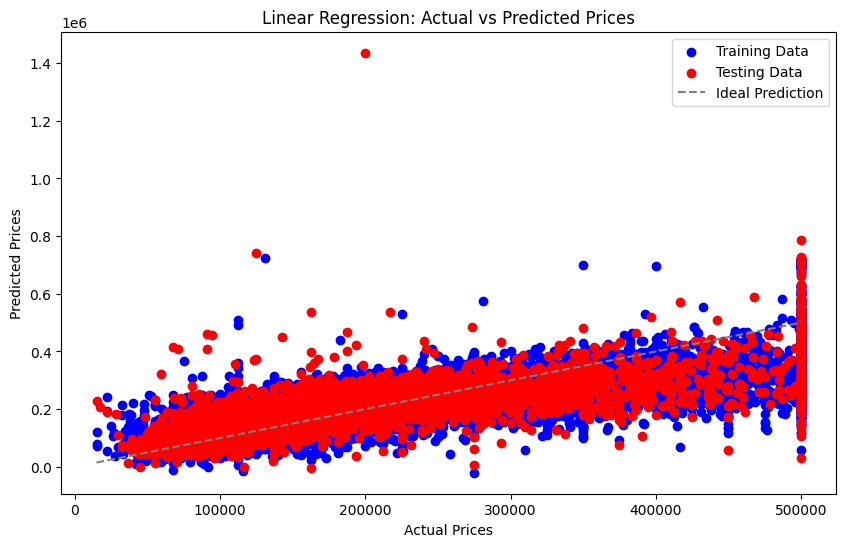 Linear Regression: Actual vs Predicted Prices
1e6
Training Data
Testing Data
Ideal Prediction
1.4
1.2
1.0
0.8
0.6
0.4
0.2
0.0
Predicted Prices
0
100000
200000
300000
400000
500000
Actual Prices